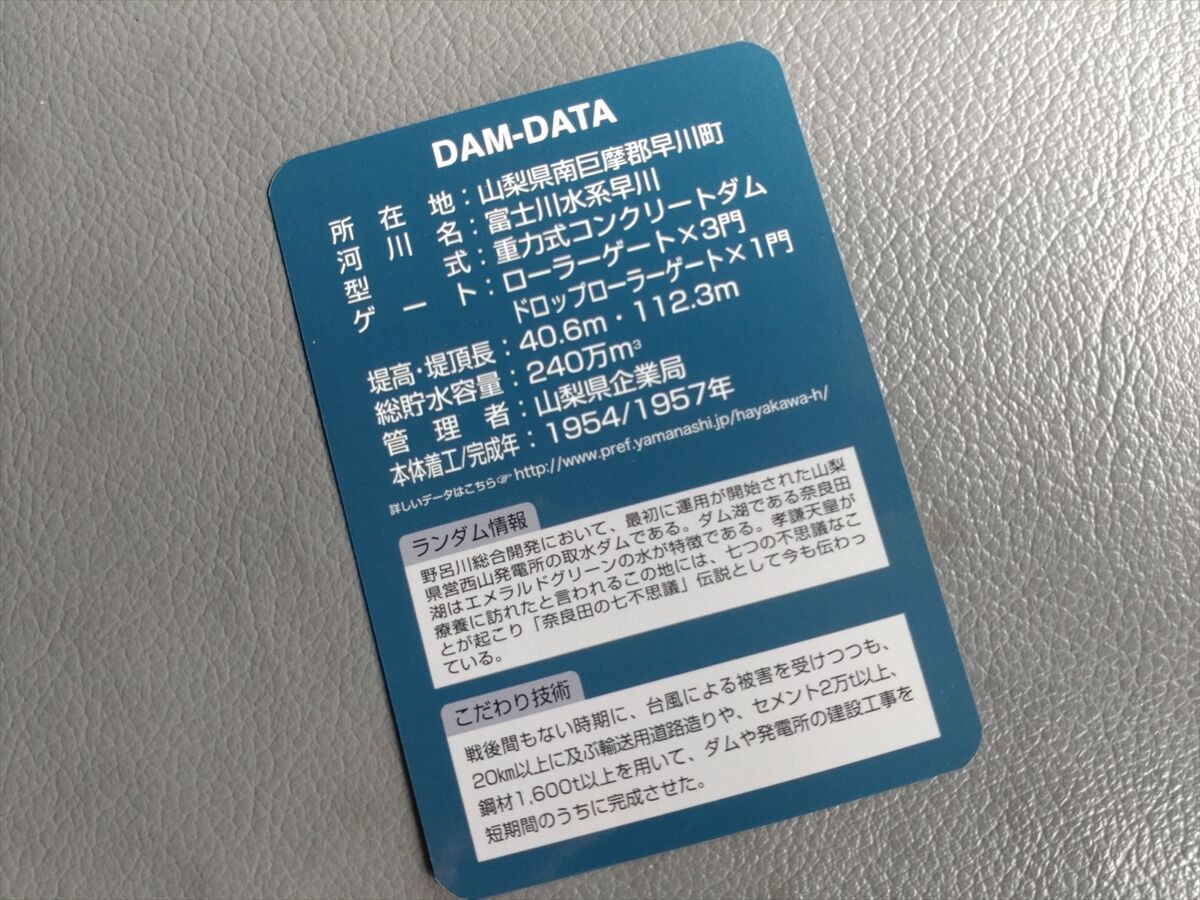 DAM-DATA
所在地：山梨県南巨摩郡早川町
河川名：富士川水系早川
型式：重力式コンクリートダム
ゲート：ローラーゲート×3門
ドロップローラーゲート×1門
堤高・堤頂長：40.6m・112.3m
総貯水容量：240万m³
管理者：山梨県企業局
本体着工/完成年：1954/1957年
詳しいデータはこちら☞http://www.pref.yamanashi.jp/hayakawa-h/
ランダム情報
野呂川総合開発において、最初に運用が開始された山梨
県営西山発電所の取水ダムである。ダム湖である奈良田
湖はエメラルドグリーンの水が特徴である。孝謙天皇が
療養に訪れたと言われるこの地には、七つの不思議なこ
とが起こり「奈良田の七不思議」伝説として今も伝わっ
ている。
こだわり技術
戦後間もない時期に、台風による被害を受けつつも、
20km以上に及ぶ輸送用道路造りや、セメント2万t以上、
鋼材1,600t以上を用いて、ダムや発電所の建設工事を
短期間のうちに完成させた。